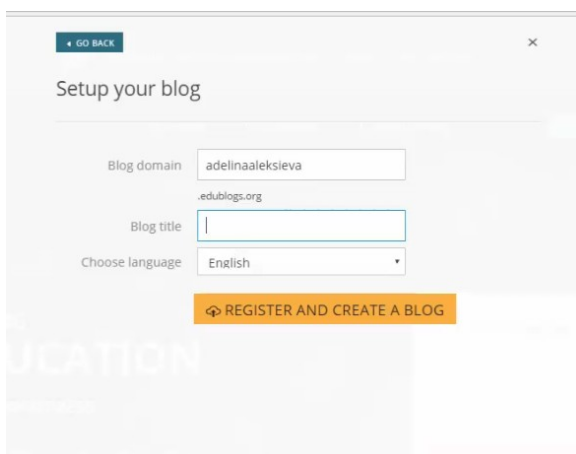 GO BACK
×
Setup your blog
Blog domain
adelinaaleksieva
.edublogs.org
Blog title
Choose language
English
REGISTER AND CREATE A BLOG
UCATION